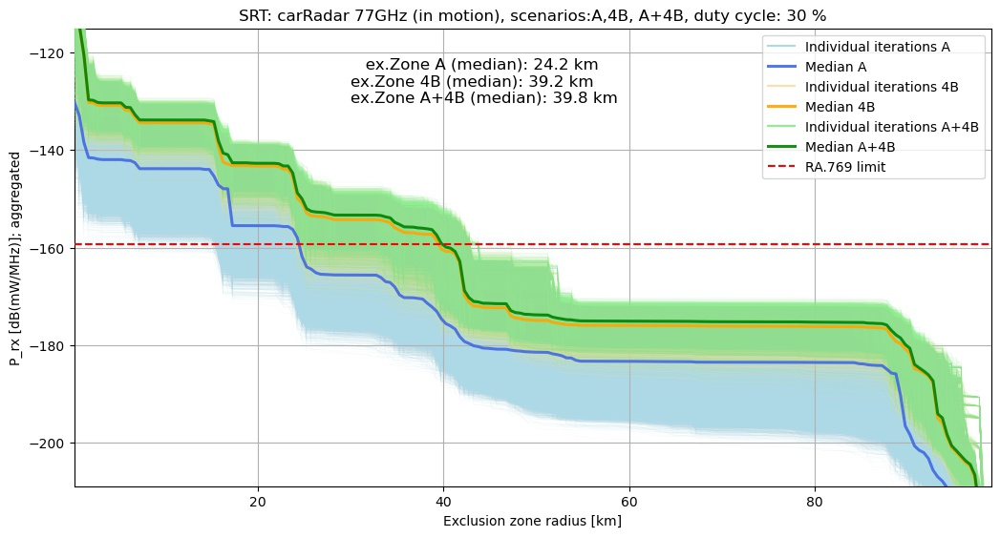 SRT: carRadar 77GHz (in motion), scenarios:A,4B, A+4B, duty cycle: 30 %
ex.Zone A (median): 24.2 km
ex.Zone 4B (median): 39.2 km
ex.Zone A+4B (median): 39.8 km
Individual iterations A
Median A
Individual iterations 4B
Median 4B
Individual iterations A+4B
Median A+4B
RA.769 limit
P_rx [dB(mW/MHz)]; aggregated
−120
−140
−160
−180
−200
20
40
60
80
Exclusion zone radius [km]